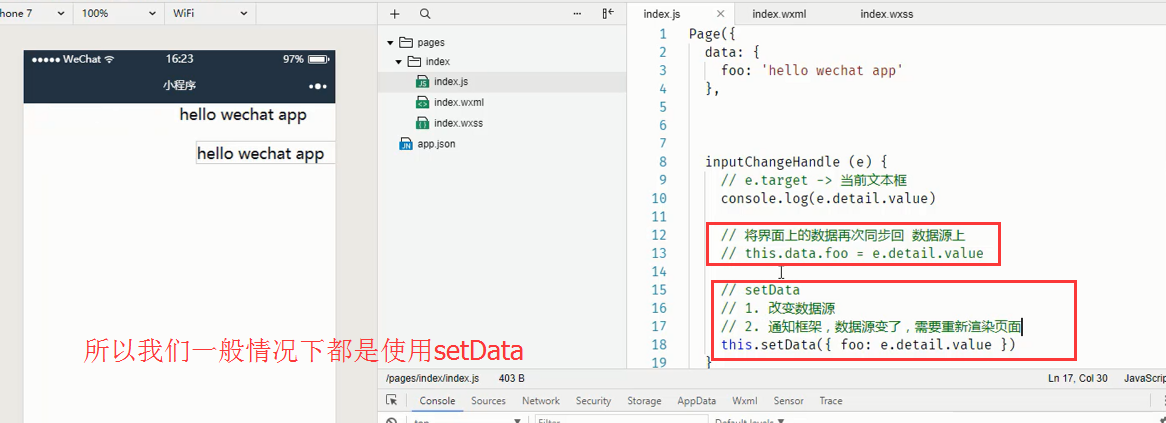 hone 7 100% WiFi
WeChat 16:23 97%
小程序
hello wechat app
hello wechat app
所以我们一般情况下都是使用setData
pages
index
index.js
index.wxml
index.wxss
app.json
index.js index.wxml index.wxss
1 Page({
2 data: {
3 foo: 'hello wechat app'
4 },
5
6
7
8 inputChangeHandle (e) {
9 // e.target -> 当前文本框
10 console.log(e.detail.value)
11
12 // 将界面上的数据再次同步回 数据源上
13 // this.data.foo = e.detail.value
14
15 // setData
16 // 1. 改变数据源
17 // 2. 通知框架，数据源变了，需要重新渲染页面
18 this.setData({ foo: e.detail.value })
19 }
/pages/index/index.js 403 B Ln 17, Col 30 JavaScrip
Console Sources Network Security Storage AppData Wxml Sensor Trace
top Filter Default levels